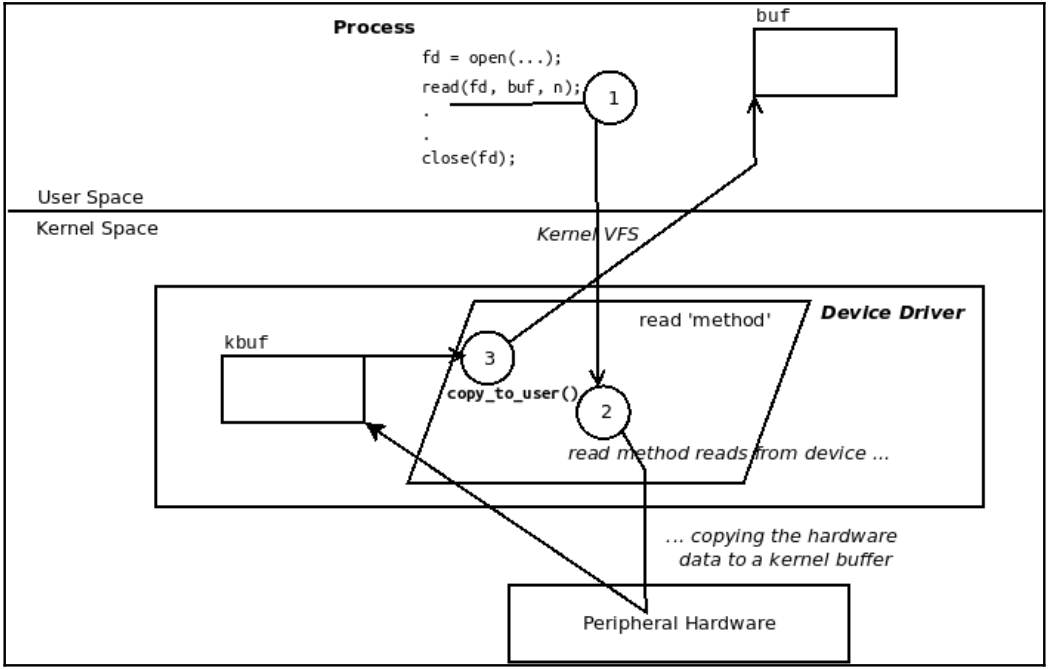 buf
Process
fd = open(...);
read(fd, buf, n);
1
.
.
close(fd);
User Space
Kernel Space
Kernel VFS
read 'method'
Device Driver
kbuf
3
copy_to_user()
2
read method reads from device ...
... copying the hardware
data to a kernel buffer
Peripheral Hardware